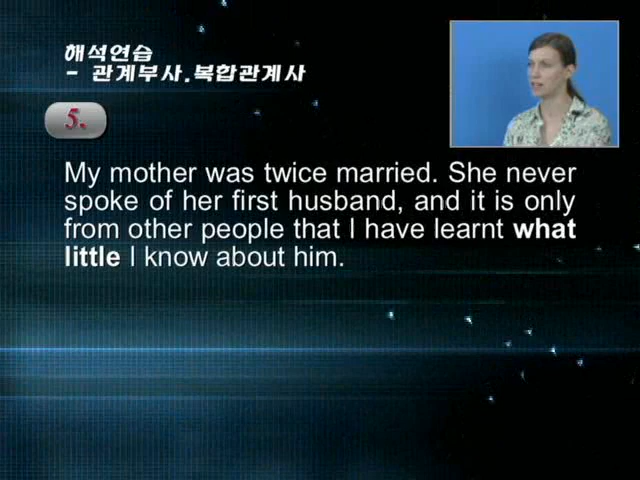 해석연습
- 관계부사.복합관계사
5.
My mother was twice married. She never
spoke of her first husband, and it is only
from other people that I have learnt what
little I know about him.